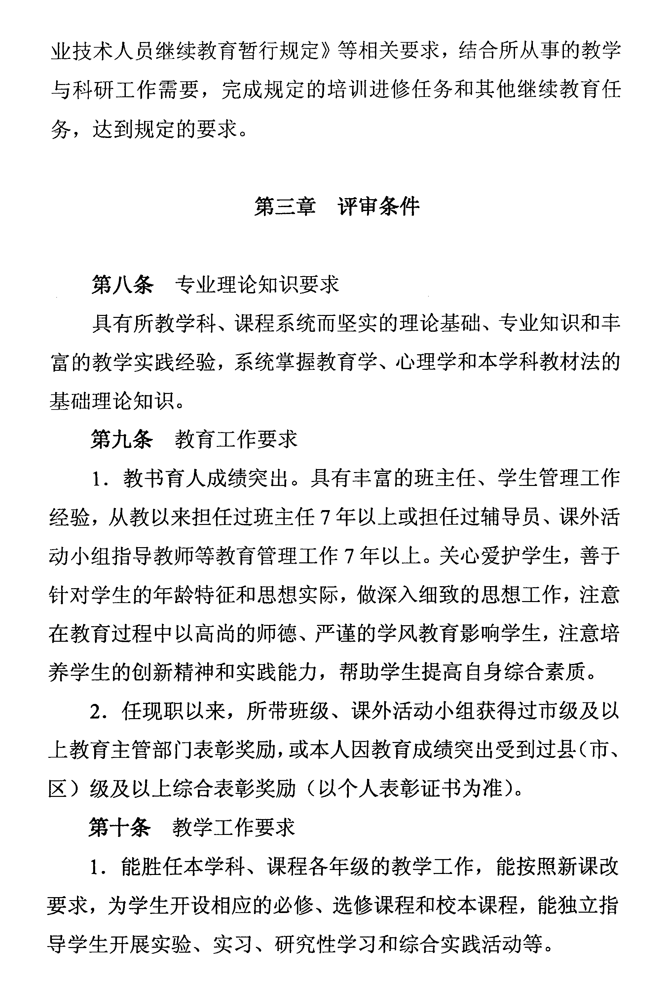 业技术人员继续教育暂行规定》等相关要求，结合所从事的教学
与科研工作需要，完成规定的培训进修任务和其他继续教育任
务，达到规定的要求。
第三章　评审条件
第八条　专业理论知识要求
具有所教学科、课程系统而坚实的理论基础、专业知识和丰
富的教学实践经验，系统掌握教育学、心理学和本学科教材法的
基础理论知识。
第九条　教育工作要求
1．教书育人成绩突出。具有丰富的班主任、学生管理工作
经验，从教以来担任过班主任 7 年以上或担任过辅导员、课外活
动小组指导教师等教育管理工作 7 年以上。关心爱护学生，善于
针对学生的年龄特征和思想实际，做深入细致的思想工作，注意
在教育过程中以高尚的师德、严谨的学风教育影响学生，注意培
养学生的创新精神和实践能力，帮助学生提高自身综合素质。
2．任现职以来，所带班级、课外活动小组获得过市级及以
上教育主管部门表彰奖励，或本人因教育成绩突出受到过县（市、
区）级及以上综合表彰奖励（以个人表彰证书为准）。
第十条　教学工作要求
1．能胜任本学科、课程各年级的教学工作，能按照新课改
要求，为学生开设相应的必修、选修课程和校本课程，能独立指
导学生开展实验、实习、研究性学习和综合实践活动等。